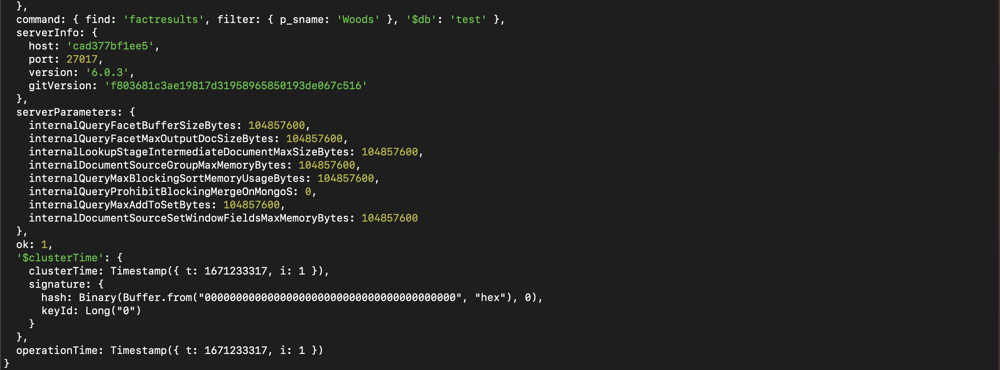 },
command: { find: 'factresults', filter: { p_sname: 'Woods' }, '$db': 'test' },
serverInfo: {
host: 'cad377bf1ee5',
port: 27017,
version: '6.0.3',
gitVersion: 'f803681c3ae19817d31958965850193de067c516'
},
serverParameters: {
internalQueryFacetBufferSizeBytes: 104857600,
internalQueryFacetMaxOutputDocSizeBytes: 104857600,
internalLookupStageIntermediateDocumentMaxSizeBytes: 104857600,
internalDocumentSourceGroupMaxMemoryBytes: 104857600,
internalQueryMaxBlockingSortMemoryUsageBytes: 104857600,
internalQueryProhibitBlockingMergeOnMongoS: 0,
internalQueryMaxAddToSetBytes: 104857600,
internalDocumentSourceSetWindowFieldsMaxMemoryBytes: 104857600
},
ok: 1,
'$clusterTime': {
clusterTime: Timestamp({ t: 1671233317, i: 1 }),
signature: {
hash: Binary(Buffer.from("0000000000000000000000000000000000000000", "hex"), 0),
keyId: Long("0")
}
},
operationTime: Timestamp({ t: 1671233317, i: 1 })
}